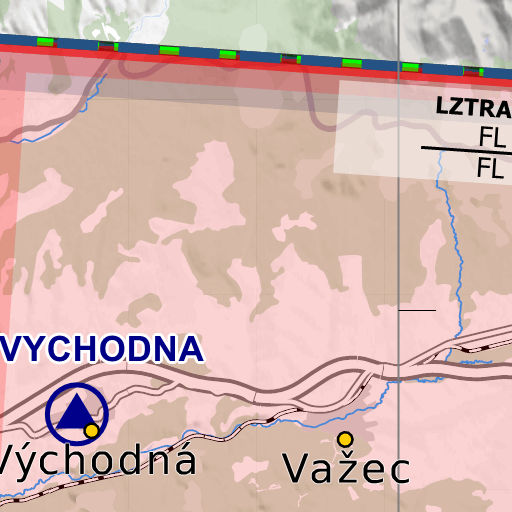 LZTRA
FL
FL
VYCHODNA
Východná
Važec